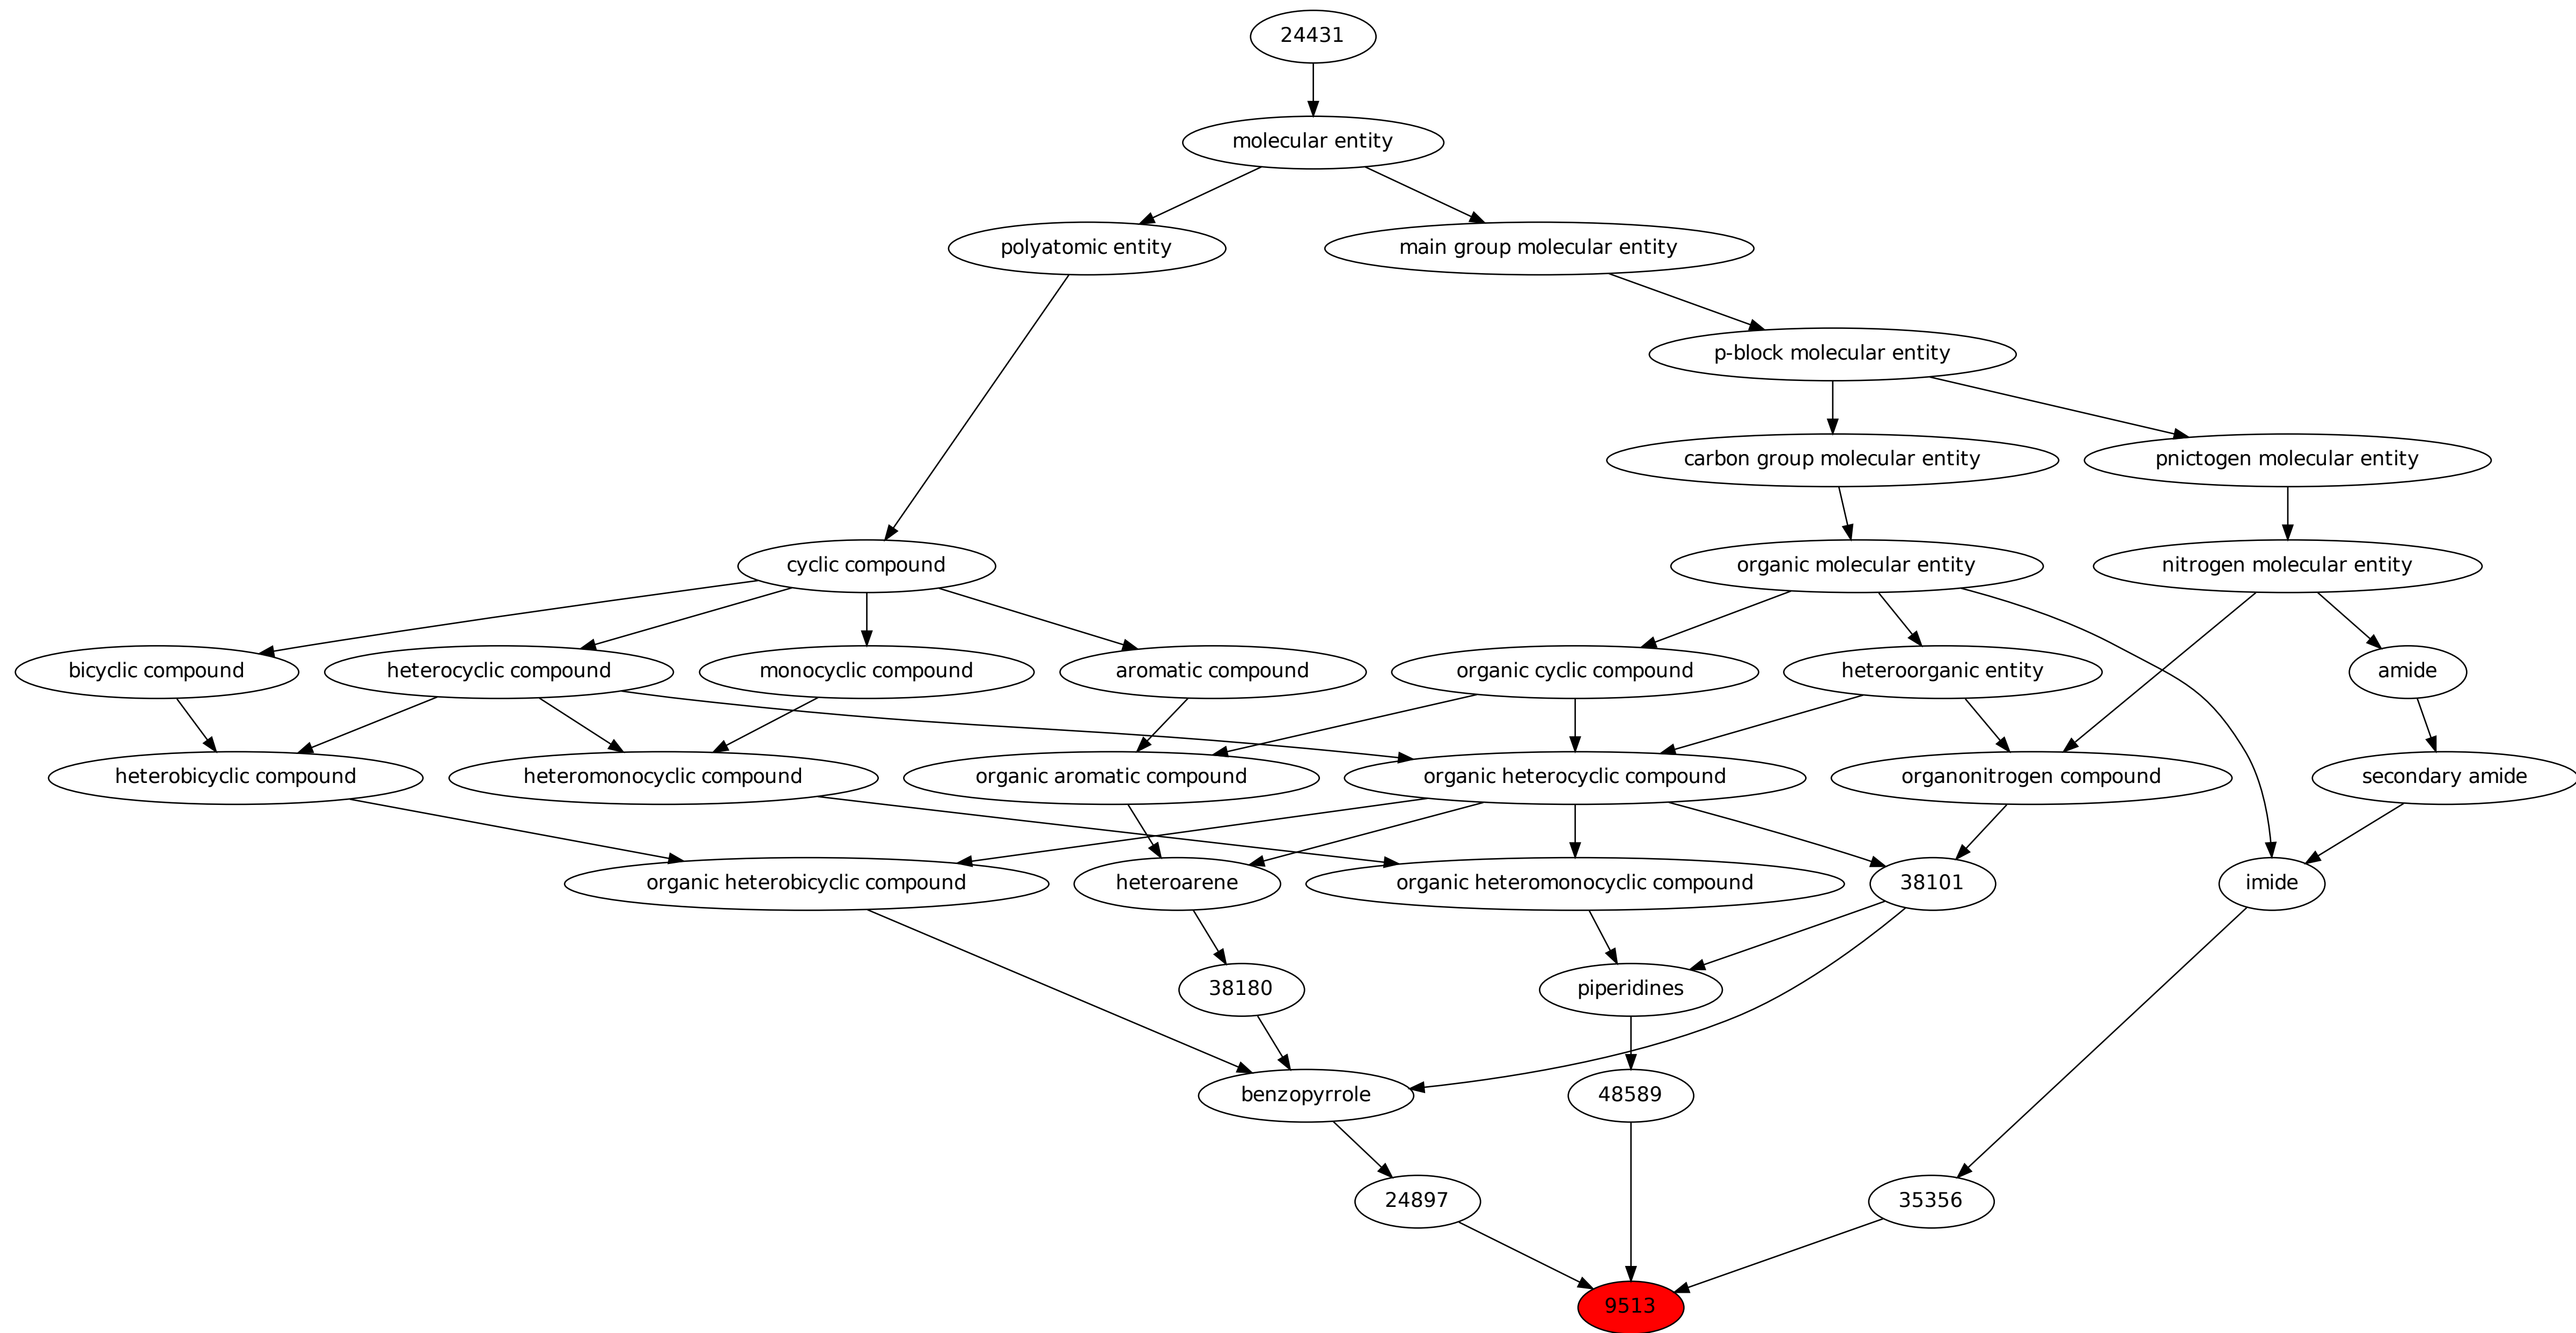 24431
molecular entity
polyatomic entity
main group molecular entity
p-block molecular entity
carbon group molecular entity
pnictogen molecular entity
cyclic compound
organic molecular entity
nitrogen molecular entity
bicyclic compound
heterocyclic compound
monocyclic compound
aromatic compound
organic cyclic compound
heteroorganic entity
amide
heterobicyclic compound
heteromonocyclic compound
organic aromatic compound
organic heterocyclic compound
organonitrogen compound
secondary amide
organic heterobicyclic compound
heteroarene
organic heteromonocyclic compound
38101
imide
38180
piperidines
benzopyrrole
48589
24897
35356
9513